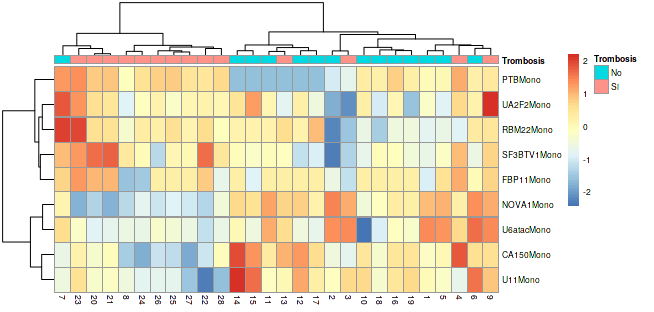 Trombosis
PTBMono
UA2F2Mono
RBM22Mono
SF3BTV1Mono
FBP11Mono
NOVA1Mono
U6atacMono
CA150Mono
U11Mono
7 23 20 21 8 24 26 25 27 22 28 14 15 11 13 12 17 2 3 10 18 16 19 1 5 4 6 9
2
1
0
-1
-2
Trombosis
No
SI